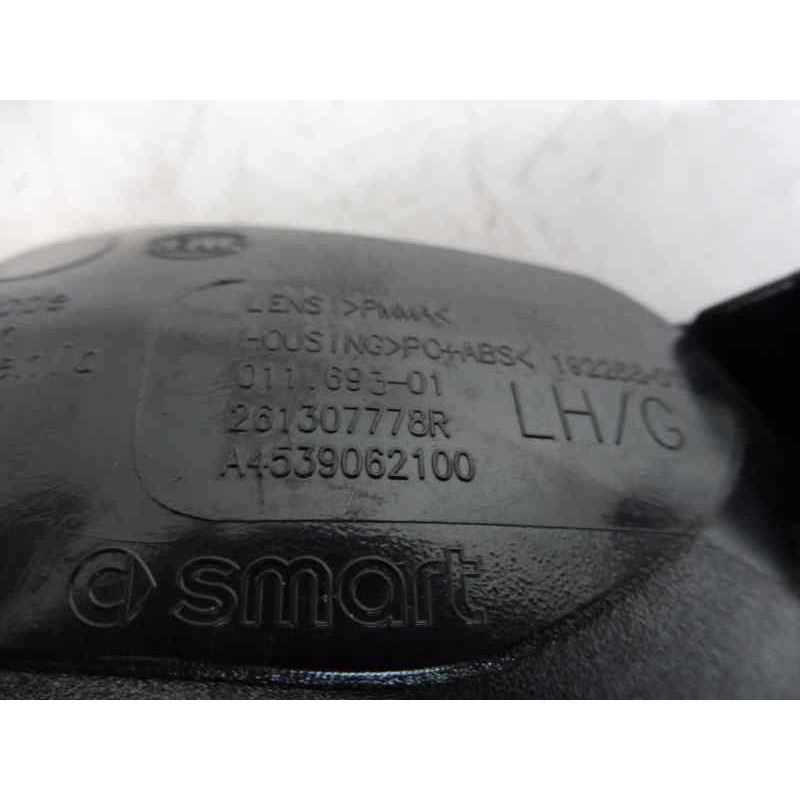 LENS >PMMA<
HOUSING>PC+ABS<
011.693-01
LH/G
261307778R
A4539062100
smart